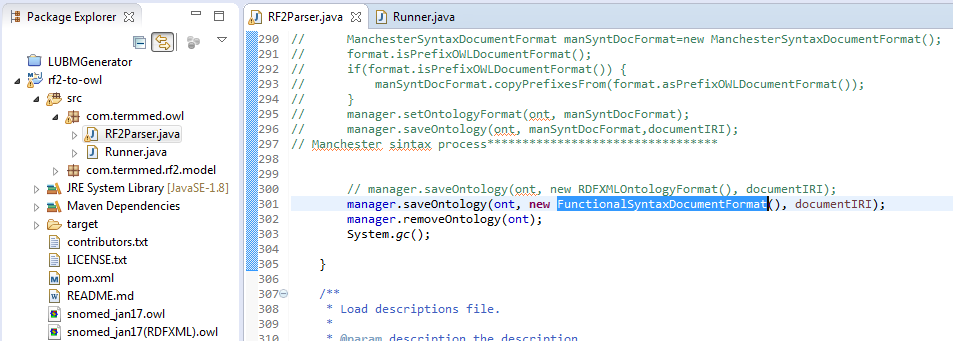 Package Explorer
LUBMGenerator
rf2-to-owl
src
com.termmed.owl
RF2Parser.java
Runner.java
com.termmed.rf2.model
JRE System Library [JavaSE-1.8]
Maven Dependencies
target
contributors.txt
LICENSE.txt
pom.xml
README.md
snomed_jan17.owl
snomed_jan17(RDFXML).owl
RF2Parser.java Runner.java
290 // ManchesterSyntaxDocumentFormat manSyntDocFormat=new ManchesterSyntaxDocumentFormat();
291 // format.isPrefixOWLDocumentFormat();
292 // if(format.isPrefixOWLDocumentFormat()) {
293 // manSyntDocFormat.copyPrefixesFrom(format.asPrefixOWLDocumentFormat());
294 // }
295 // manager.setOntologyFormat(ont, manSyntDocFormat);
296 // manager.saveOntology(ont, manSyntDocFormat,documentIRI);
297 // Manchester sintax process*********************************
298
299
300 // manager.saveOntology(ont, new RDFXMLOntologyFormat(), documentIRI);
301 manager.saveOntology(ont, new FunctionalSyntaxDocumentFormat(), documentIRI);
302 manager.removeOntology(ont);
303 System.gc();
304
305 }
306
307 /**
308 * Load descriptions file.
309 *
310 * @param description the description